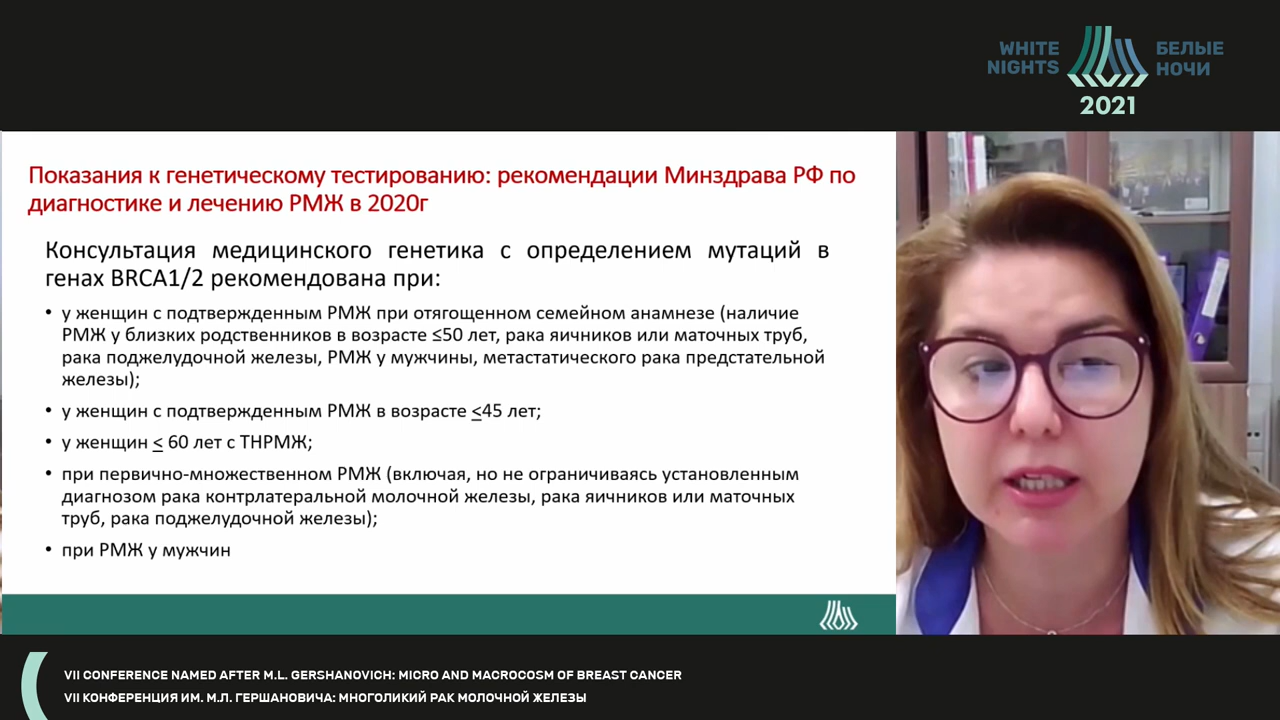 WHITE
NIGHTS
БЕЛЫЕ
НОЧИ
2021
Показания к генетическому тестированию: рекомендации Минздрава РФ по
диагностике и лечению РМЖ в 2020г
Консультация медицинского генетика с определением мутаций в
генах BRCA1/2 рекомендована при:
• у женщин с подтвержденным РМЖ при отягощенном семейном анамнезе (наличие
РМЖ у близких родственников в возрасте ≤50 лет, рака яичников или маточных труб,
рака поджелудочной железы, РМЖ у мужчины, метастатического рака предстательной
железы);
• у женщин с подтвержденным РМЖ в возрасте ≤45 лет;
• у женщин ≤ 60 лет с ТНРМЖ;
• при первично-множественном РМЖ (включая, но не ограничиваясь установленным
диагнозом рака контрлатеральной молочной железы, рака яичников или маточных
труб, рака поджелудочной железы);
• при РМЖ у мужчин
VII CONFERENCE NAMED AFTER M.L. GERSHANOVICH: MICRO AND MACROCOSM OF BREAST CANCER
VII КОНФЕРЕНЦИЯ ИМ. М.Л. ГЕРШАНОВИЧА: МНОГОЛИКИЙ РАК МОЛОЧНОЙ ЖЕЛЕЗЫ